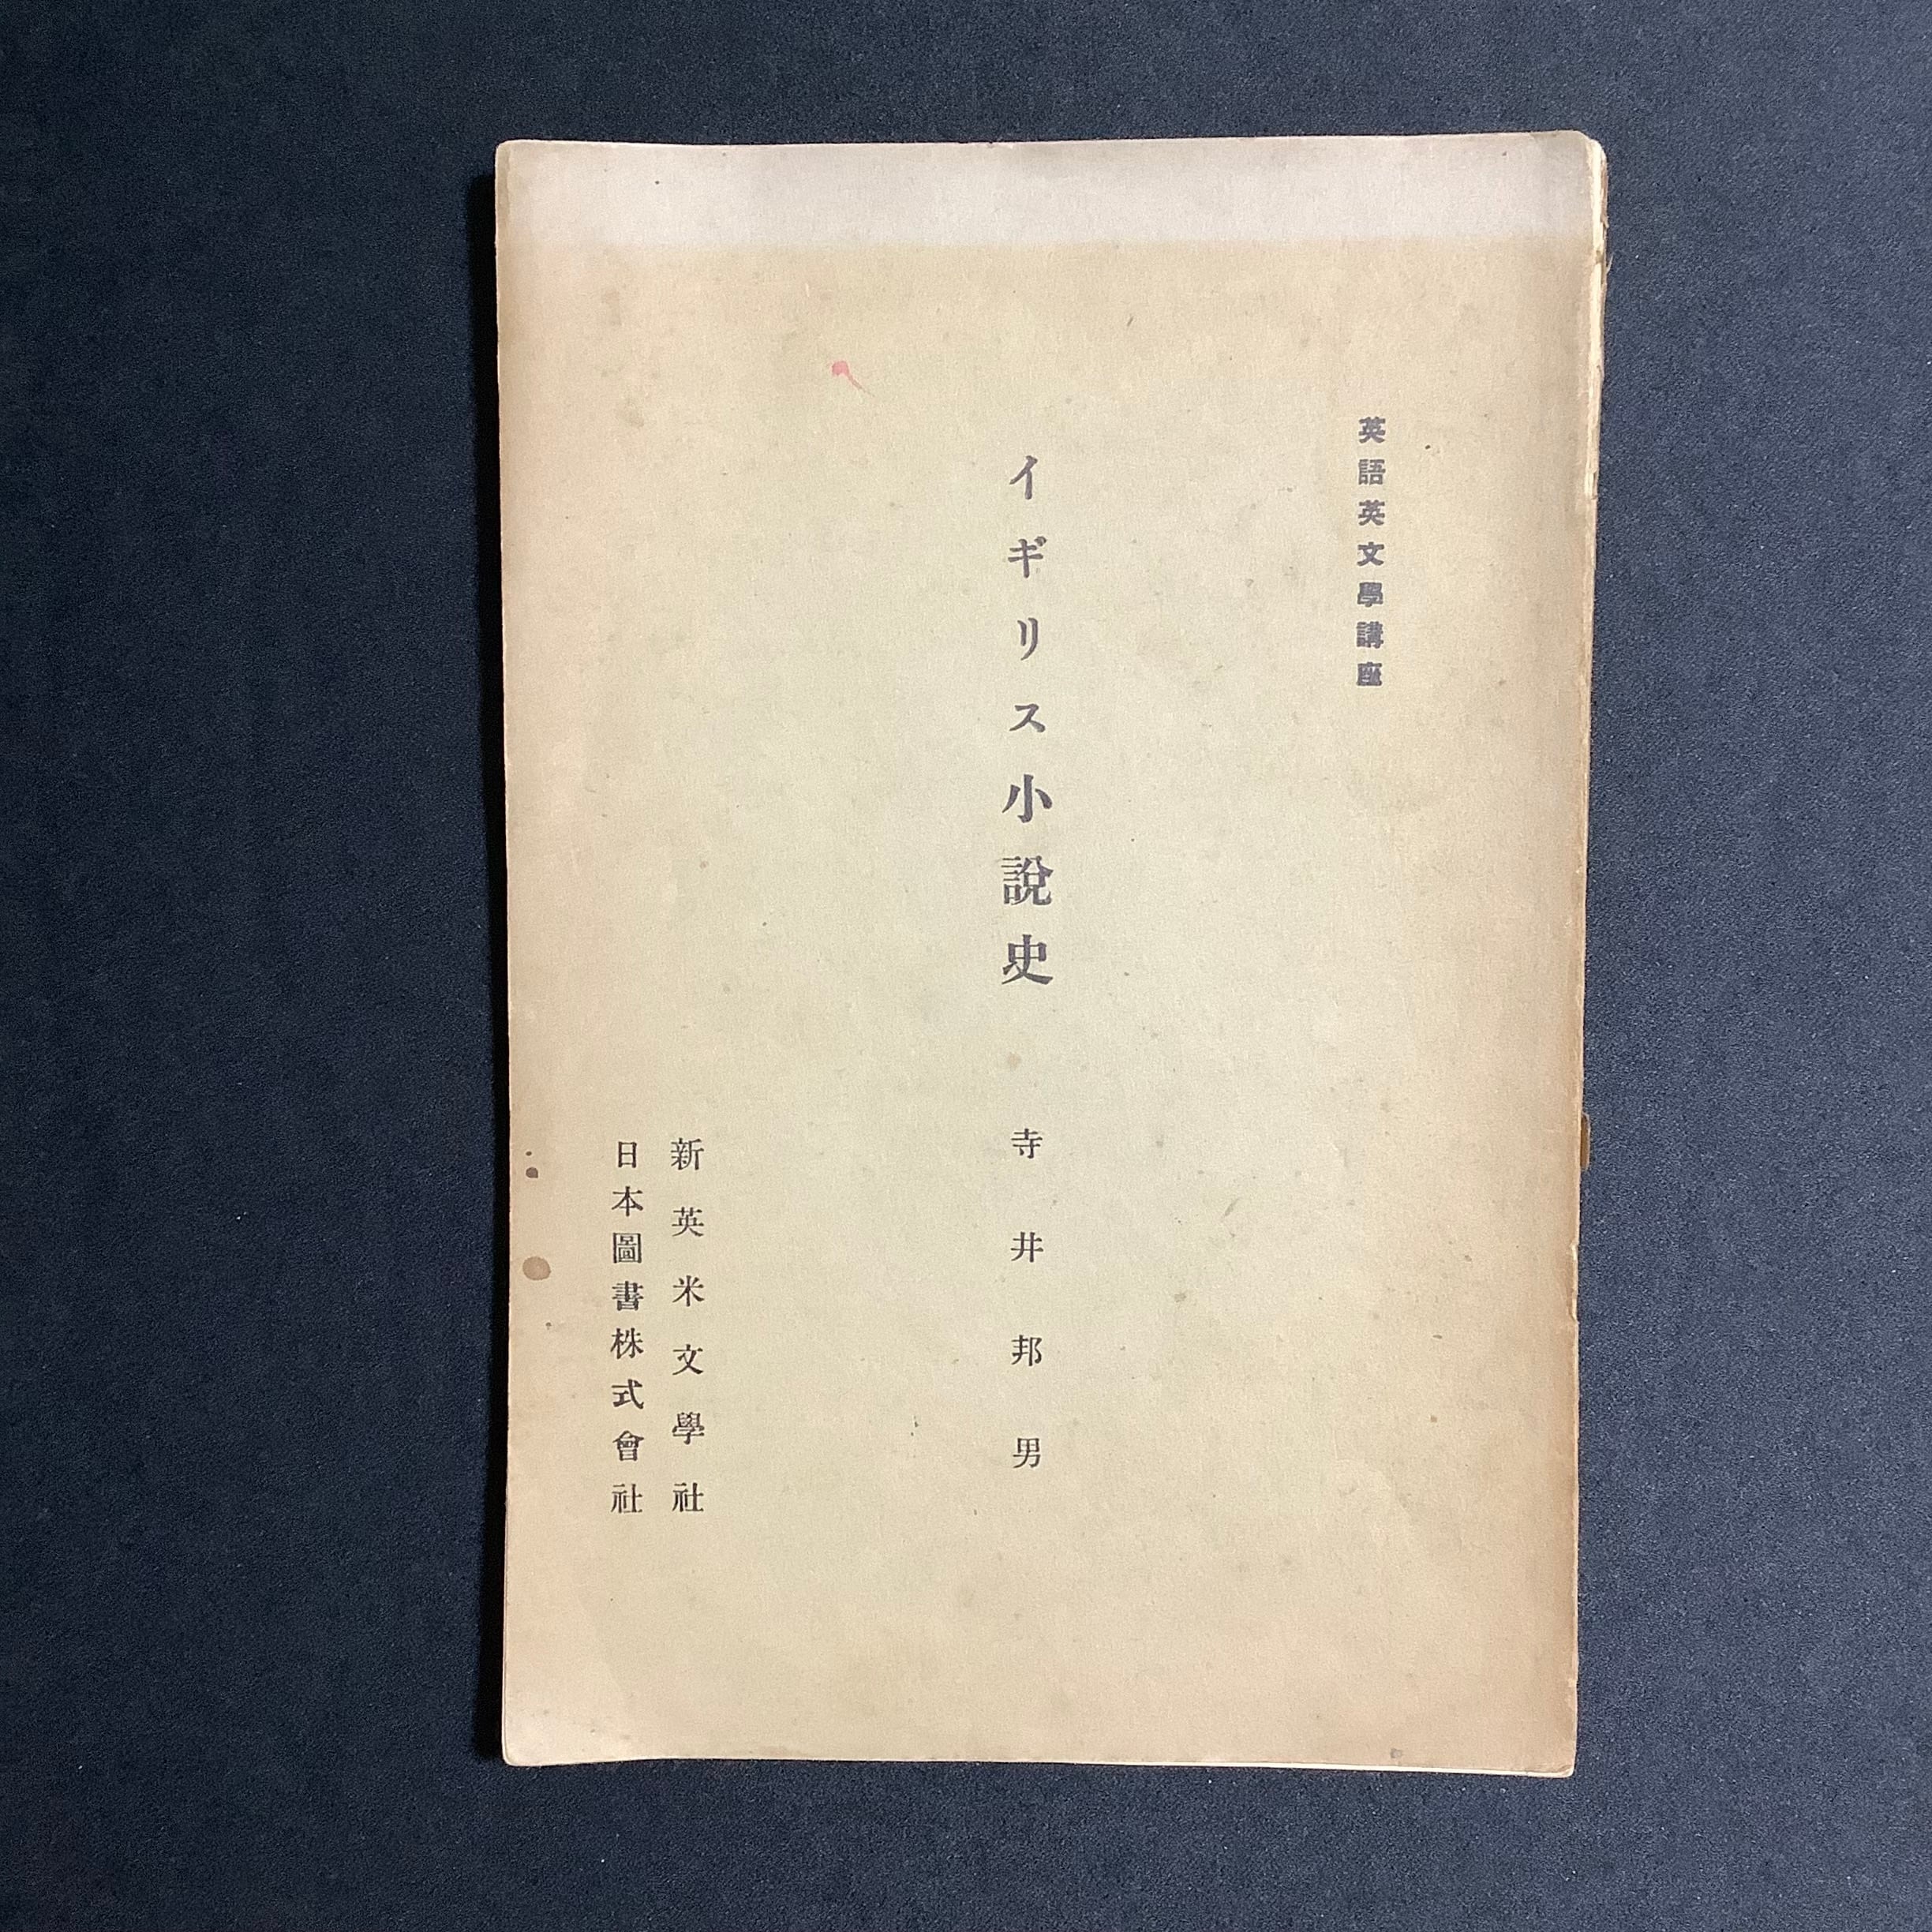 英語英文學講座
イギリス小說史
寺井邦男
新英米文學社
日本圖書株式會社